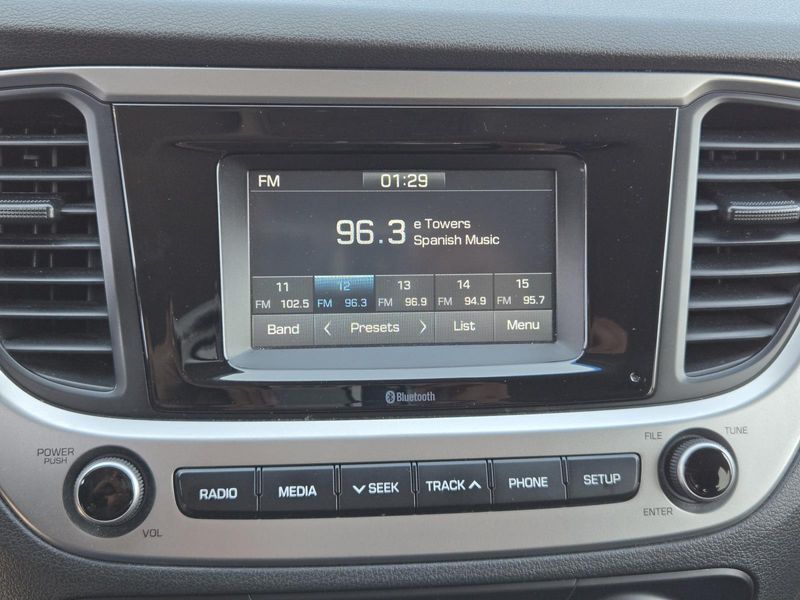 FM 01:29
96.3 e Towers
Spanish Music
11 12 13 14 15
FM 102.5 FM 96.3 FM 96.9 FM 94.9 FM 95.7
Band < Presets > List Menu
Bluetooth
POWER
PUSH
VOL
RADIO MEDIA SEEK TRACK PHONE SETUP
FILE TUNE
ENTER